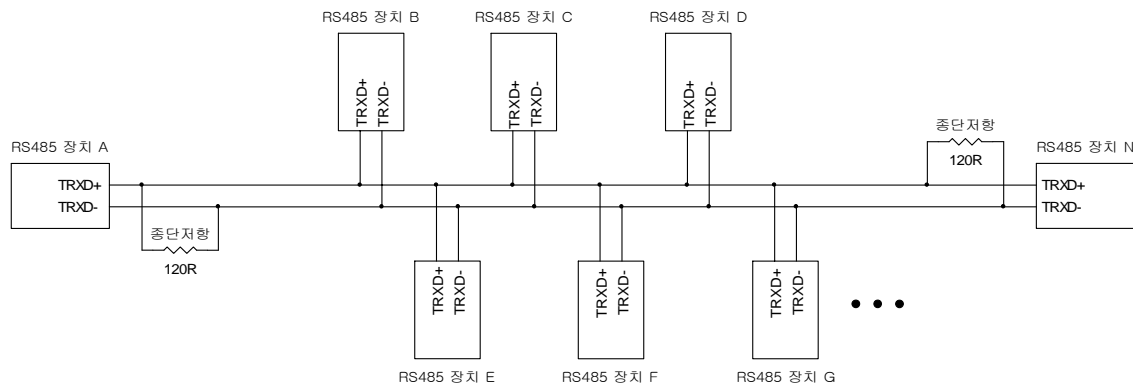 RS485 장치 B
RS485 장치 C
RS485 장치 D
TRXD+
TRXD-
TRXD+
TRXD-
TRXD+
TRXD-
RS485 장치 A
TRXD+
TRXD-
종단저항
120R
RS485 장치 N
TRXD+
TRXD-
종단저항
120R
TRXD+
TRXD-
TRXD+
TRXD-
TRXD+
TRXD-
RS485 장치 E
RS485 장치 F
RS485 장치 G